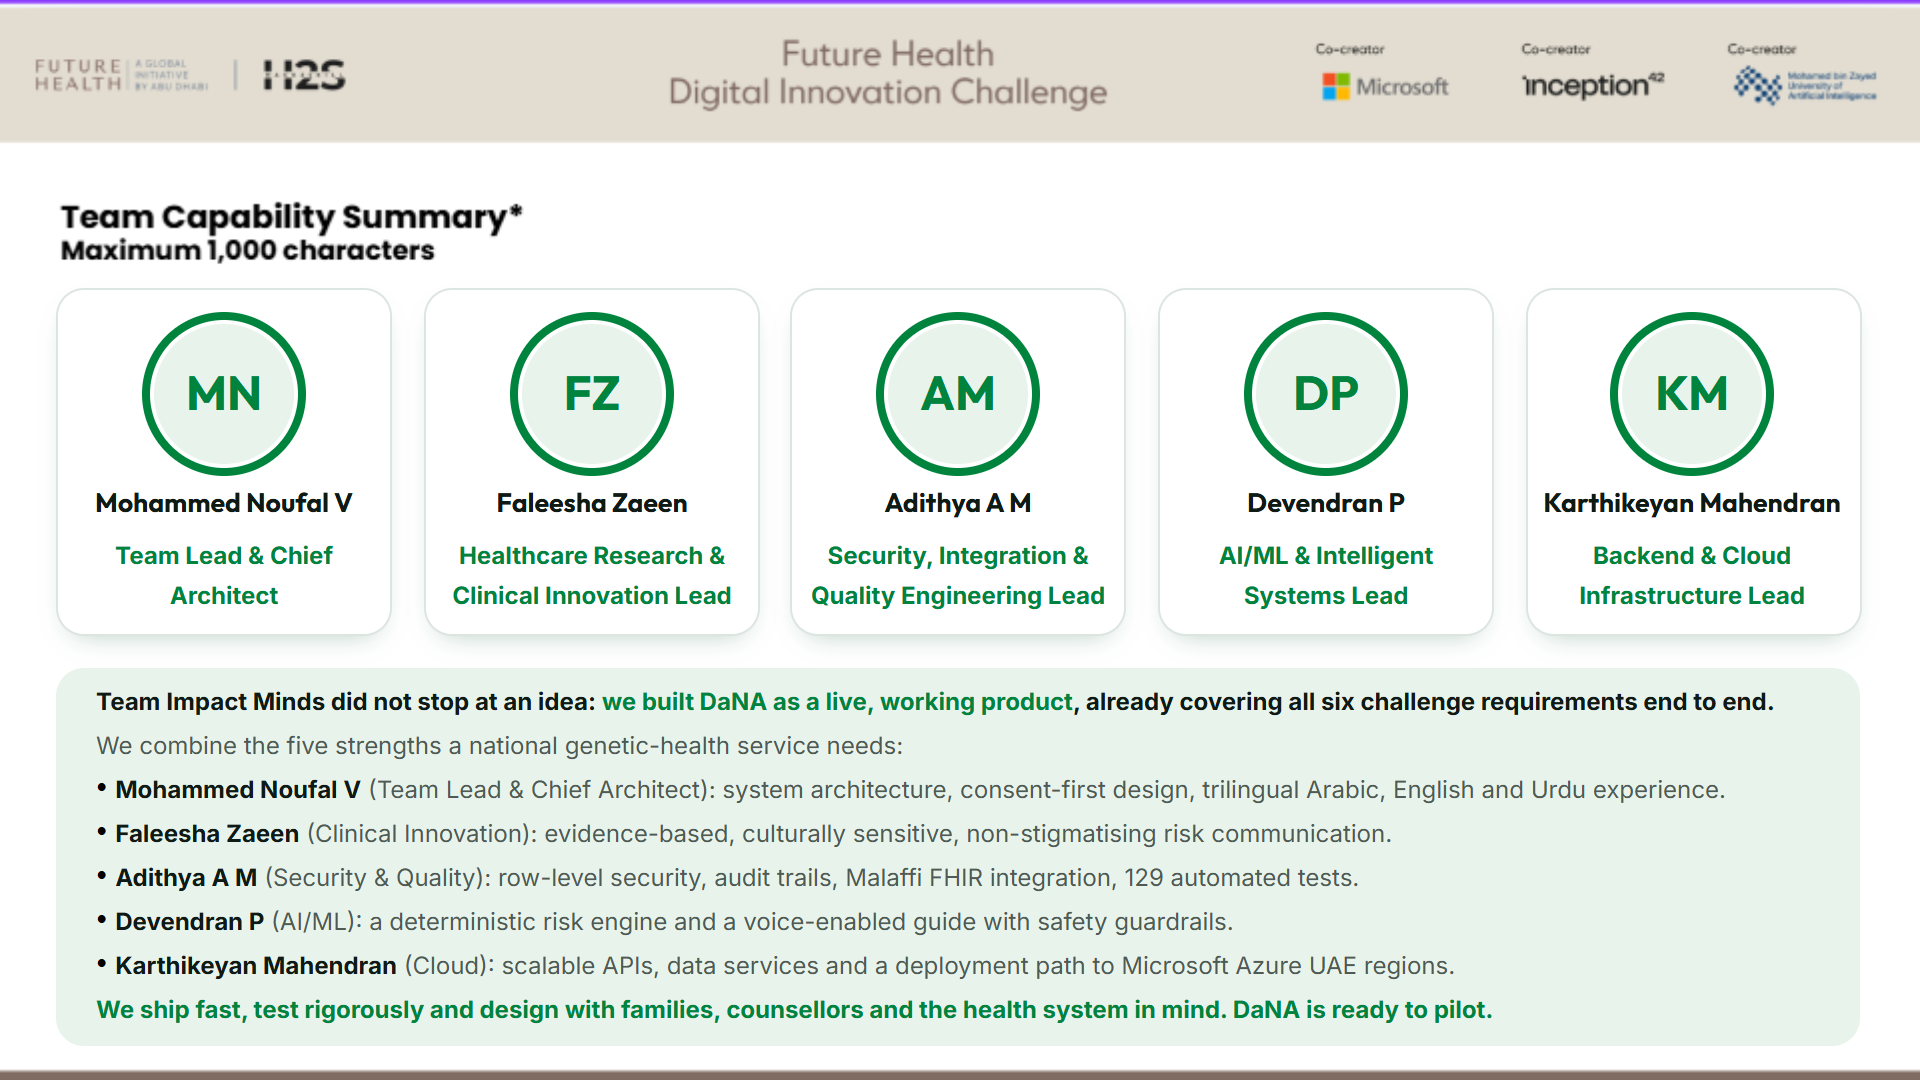 FUTURE HEALTH
A GLOBAL INITIATIVE BY ABU DHABI
H2S
Future Health
Digital Innovation Challenge
Co-creator
Microsoft
Co-creator
inception42
Co-creator
Mohamed bin Zayed
University of
Artificial Intelligence
Team Capability Summary*
Maximum 1,000 characters
MN
Mohammed Noufal V
Team Lead & Chief
Architect
FZ
Faleesha Zaeen
Healthcare Research &
Clinical Innovation Lead
AM
Adithya A M
Security, Integration &
Quality Engineering Lead
DP
Devendran P
AI/ML & Intelligent
Systems Lead
KM
Karthikeyan Mahendran
Backend & Cloud
Infrastructure Lead
Team Impact Minds did not stop at an idea: we built DaNA as a live, working product, already covering all six challenge requirements end to end.
We combine the five strengths a national genetic-health service needs:
• Mohammed Noufal V (Team Lead & Chief Architect): system architecture, consent-first design, trilingual Arabic, English and Urdu experience.
• Faleesha Zaeen (Clinical Innovation): evidence-based, culturally sensitive, non-stigmatising risk communication.
• Adithya A M (Security & Quality): row-level security, audit trails, Malaffi FHIR integration, 129 automated tests.
• Devendran P (AI/ML): a deterministic risk engine and a voice-enabled guide with safety guardrails.
• Karthikeyan Mahendran (Cloud): scalable APIs, data services and a deployment path to Microsoft Azure UAE regions.
We ship fast, test rigorously and design with families, counsellors and the health system in mind. DaNA is ready to pilot.